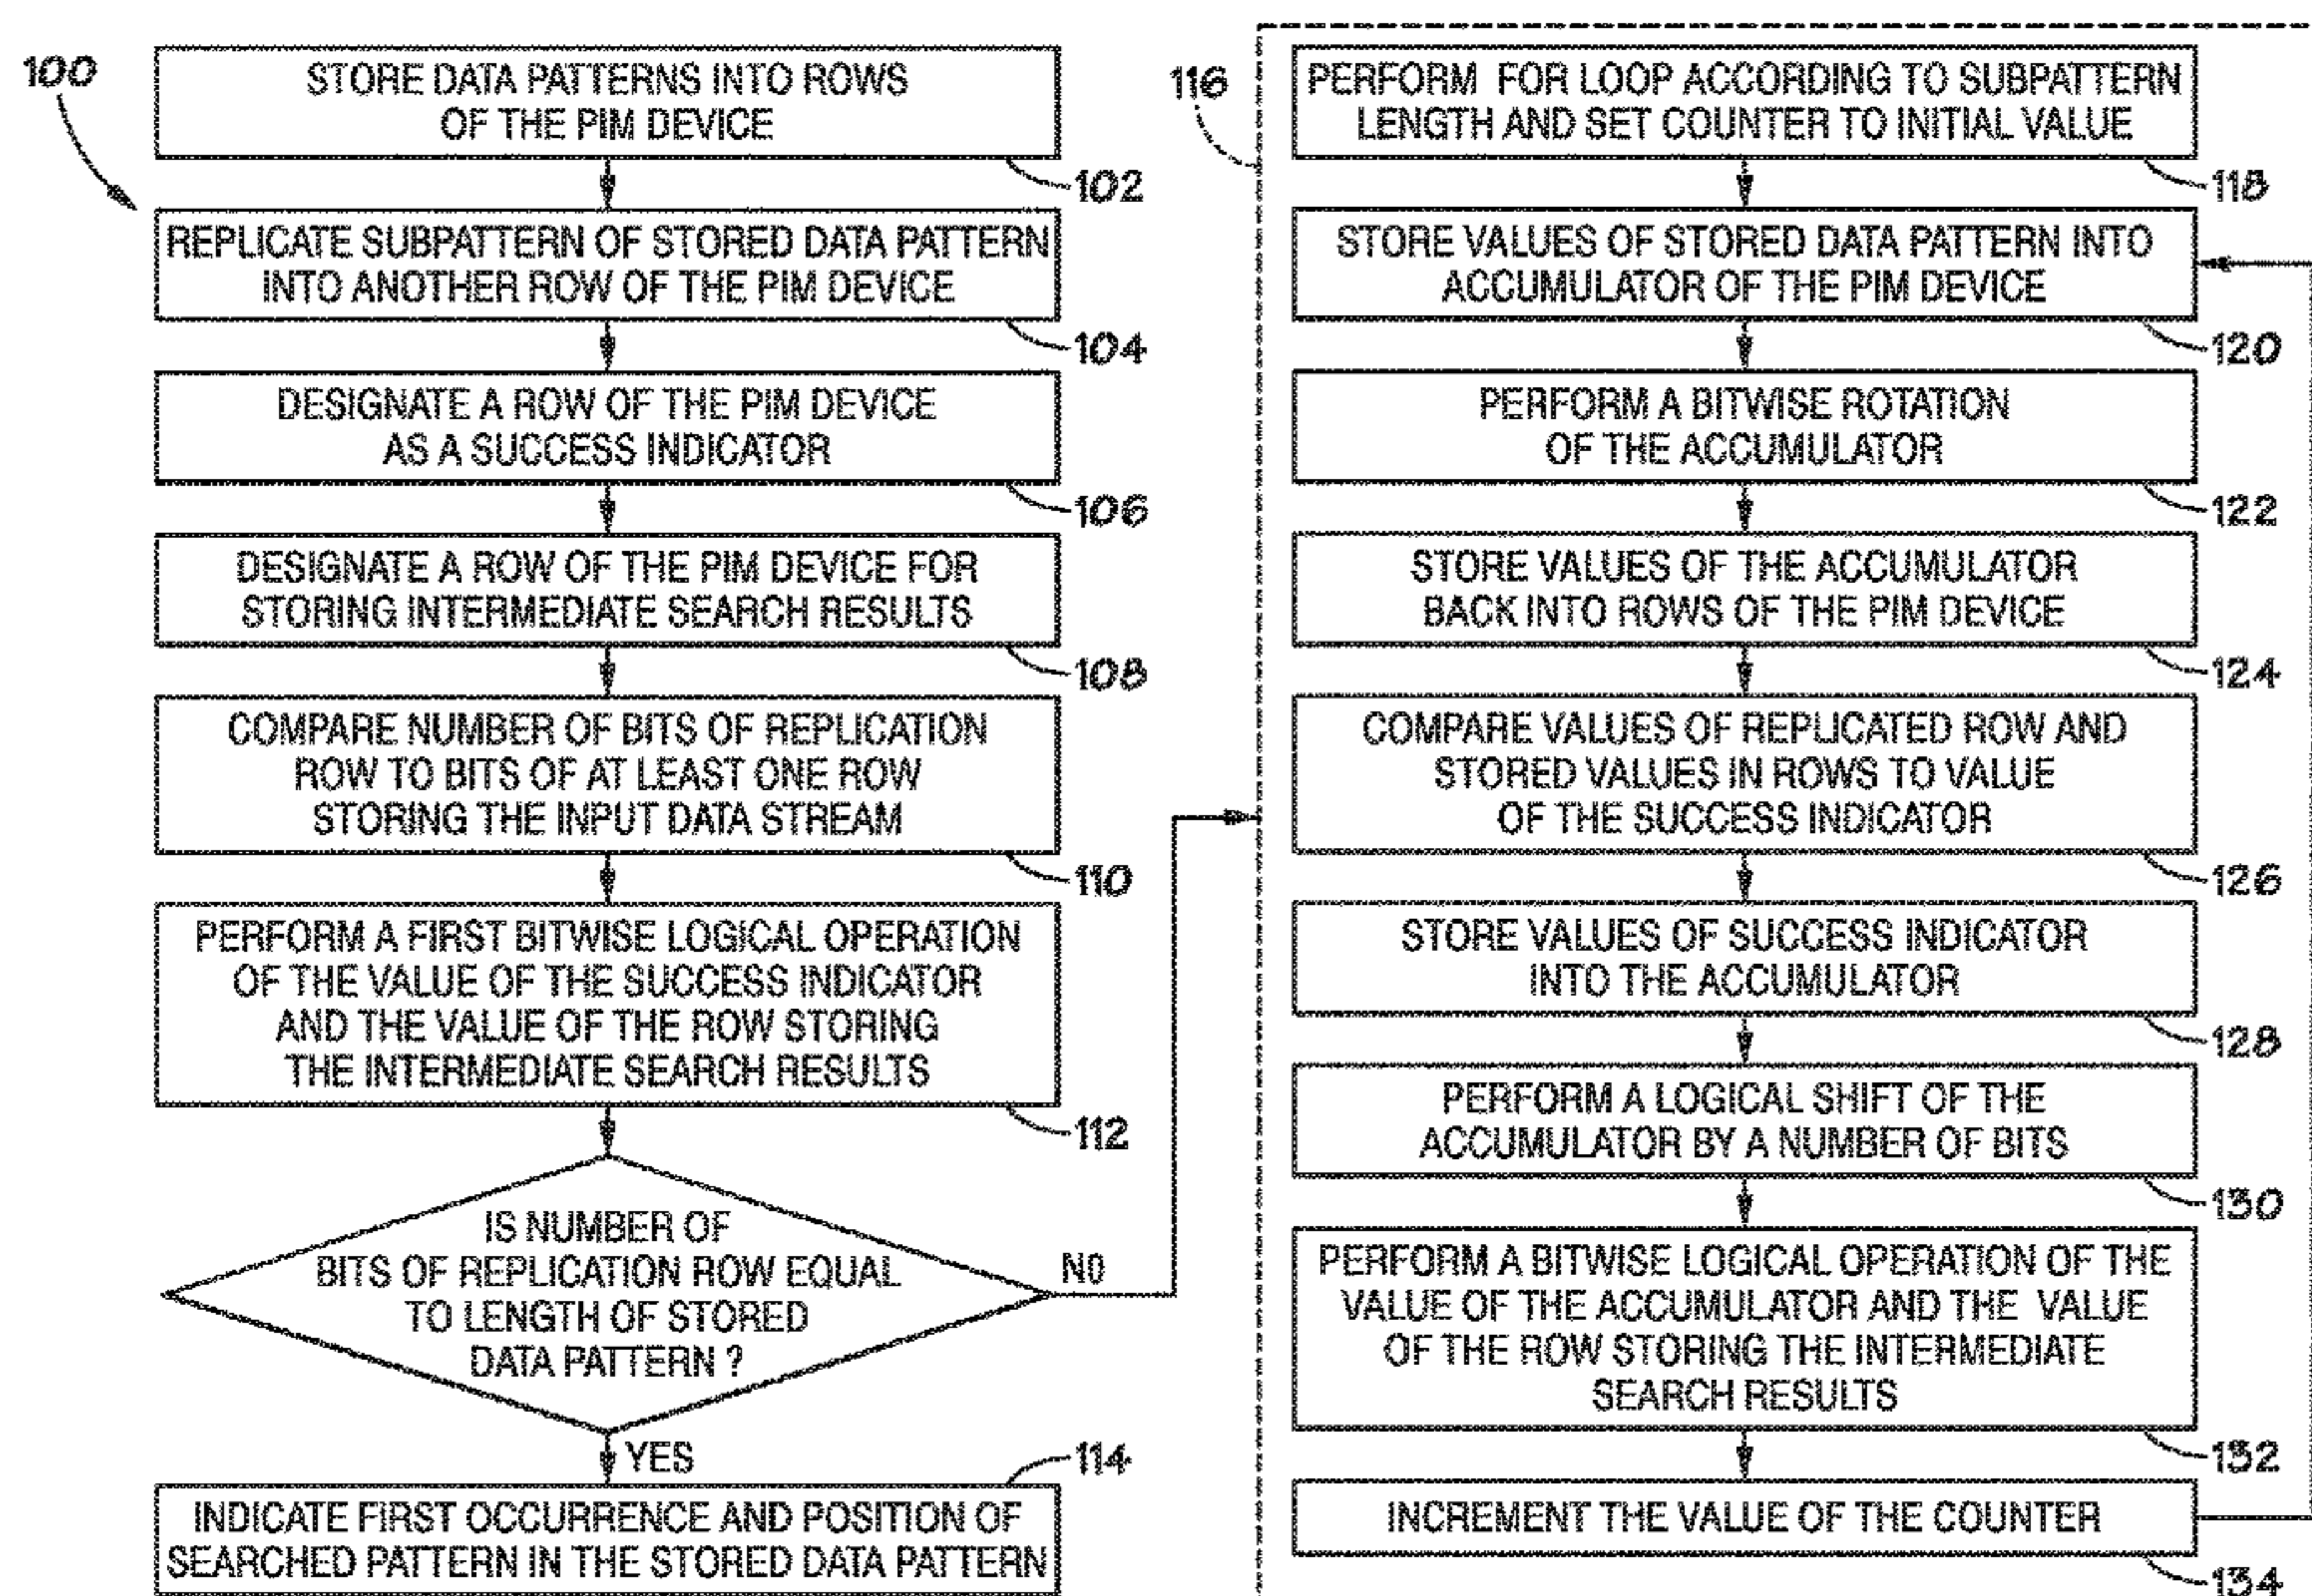 100
STORE DATA PATTERNS INTO ROWS
OF THE PIM DEVICE
102
REPLICATE SUBPATTERN OF STORED DATA PATTERN
INTO ANOTHER ROW OF THE PIM DEVICE
104
DESIGNATE A ROW OF THE PIM DEVICE
AS A SUCCESS INDICATOR
106
DESIGNATE A ROW OF THE PIM DEVICE FOR
STORING INTERMEDIATE SEARCH RESULTS
108
COMPARE NUMBER OF BITS OF REPLICATION
ROW TO BITS OF AT LEAST ONE ROW
STORING THE INPUT DATA STREAM
110
PERFORM A FIRST BITWISE LOGICAL OPERATION
OF THE VALUE OF THE SUCCESS INDICATOR
AND THE VALUE OF THE ROW STORING
THE INTERMEDIATE SEARCH RESULTS
112
IS NUMBER OF
BITS OF REPLICATION ROW EQUAL
TO LENGTH OF STORED
DATA PATTERN ?
NO
YES
114
INDICATE FIRST OCCURRENCE AND POSITION OF
SEARCHED PATTERN IN THE STORED DATA PATTERN
116
PERFORM FOR LOOP ACCORDING TO SUBPATTERN
LENGTH AND SET COUNTER TO INITIAL VALUE
118
STORE VALUES OF STORED DATA PATTERN INTO
ACCUMULATOR OF THE PIM DEVICE
120
PERFORM A BITWISE ROTATION
OF THE ACCUMULATOR
122
STORE VALUES OF THE ACCUMULATOR
BACK INTO ROWS OF THE PIM DEVICE
124
COMPARE VALUES OF REPLICATED ROW AND
STORED VALUES IN ROWS TO VALUE
OF THE SUCCESS INDICATOR
126
STORE VALUES OF SUCCESS INDICATOR
INTO THE ACCUMULATOR
128
PERFORM A LOGICAL SHIFT OF THE
ACCUMULATOR BY A NUMBER OF BITS
130
PERFORM A BITWISE LOGICAL OPERATION OF THE
VALUE OF THE ACCUMULATOR AND THE VALUE
OF THE ROW STORING THE INTERMEDIATE
SEARCH RESULTS
132
INCREMENT THE VALUE OF THE COUNTER
134